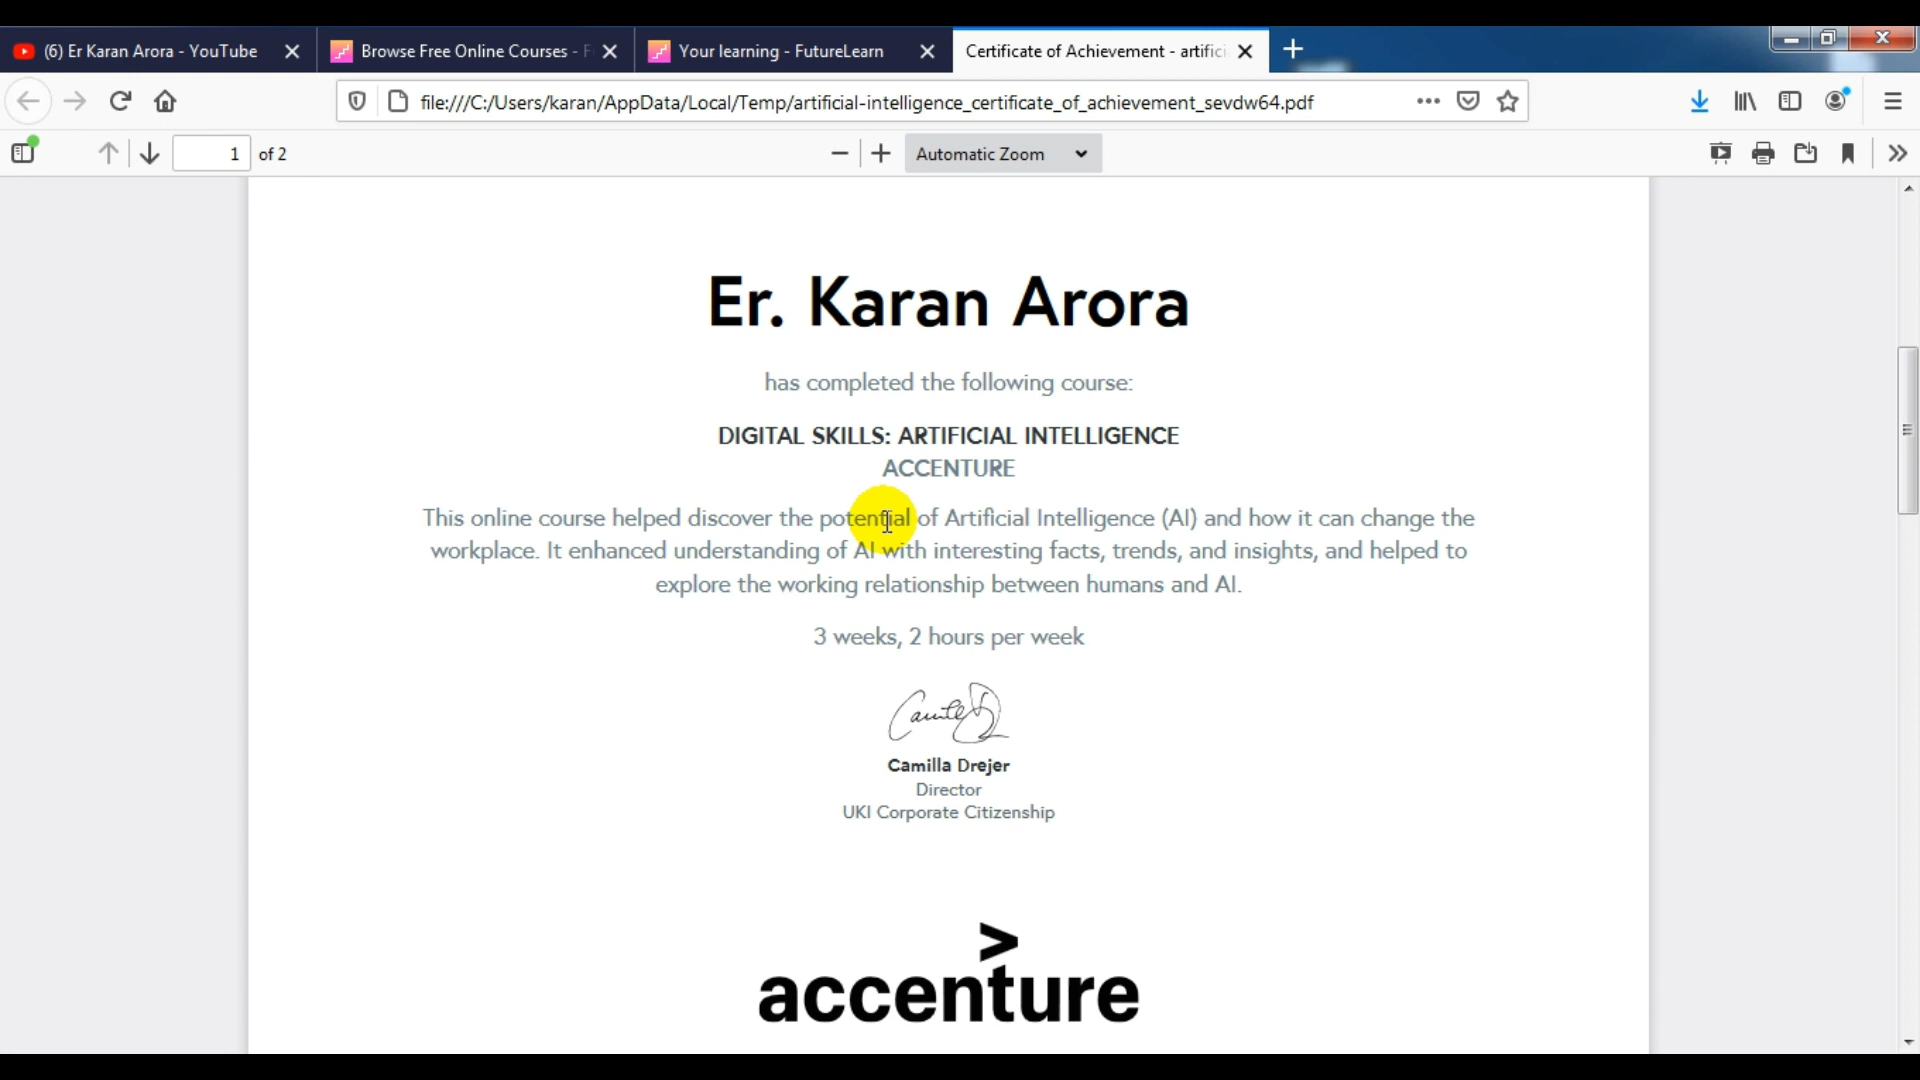 (6) Er Karan Arora - YouTube
Browse Free Online Courses - F
Your learning - FutureLearn
Certificate of Achievement - artifici
file:///C:/Users/karan/AppData/Local/Temp/artificial-intelligence_certificate_of_achievement_sevdw64.pdf
1 of 2
Automatic Zoom
Er. Karan Arora
has completed the following course:
DIGITAL SKILLS: ARTIFICIAL INTELLIGENCE
ACCENTURE
This online course helped discover the potential of Artificial Intelligence (AI) and how it can change the
workplace. It enhanced understanding of AI with interesting facts, trends, and insights, and helped to
explore the working relationship between humans and AI.
3 weeks, 2 hours per week
Camilla Drejer
Director
UKI Corporate Citizenship
accenture